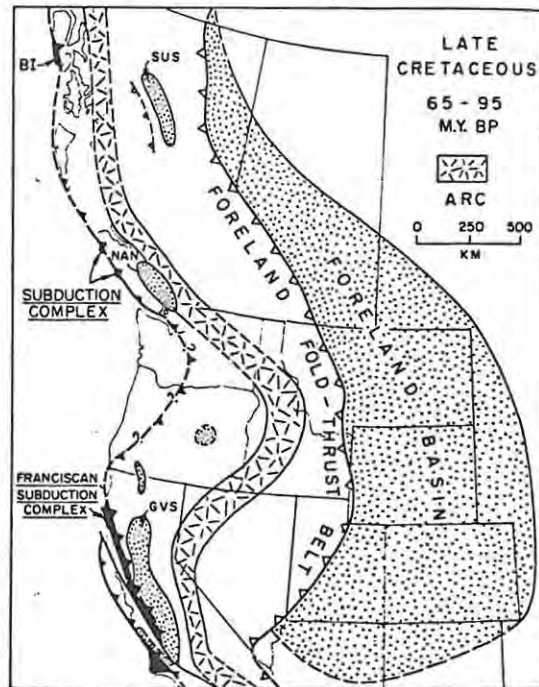 LATE
CRETACEOUS
65 - 95
M.Y. BP
ARC
0 250 500
KM
BI
SUS
FORELAND
FORELAND
BASIN
NAN
SUBDUCTION
COMPLEX
FOLD - THRUST
BELT
?
?
?
FRANCISCAN
SUBDUCTION
COMPLEX
GVS